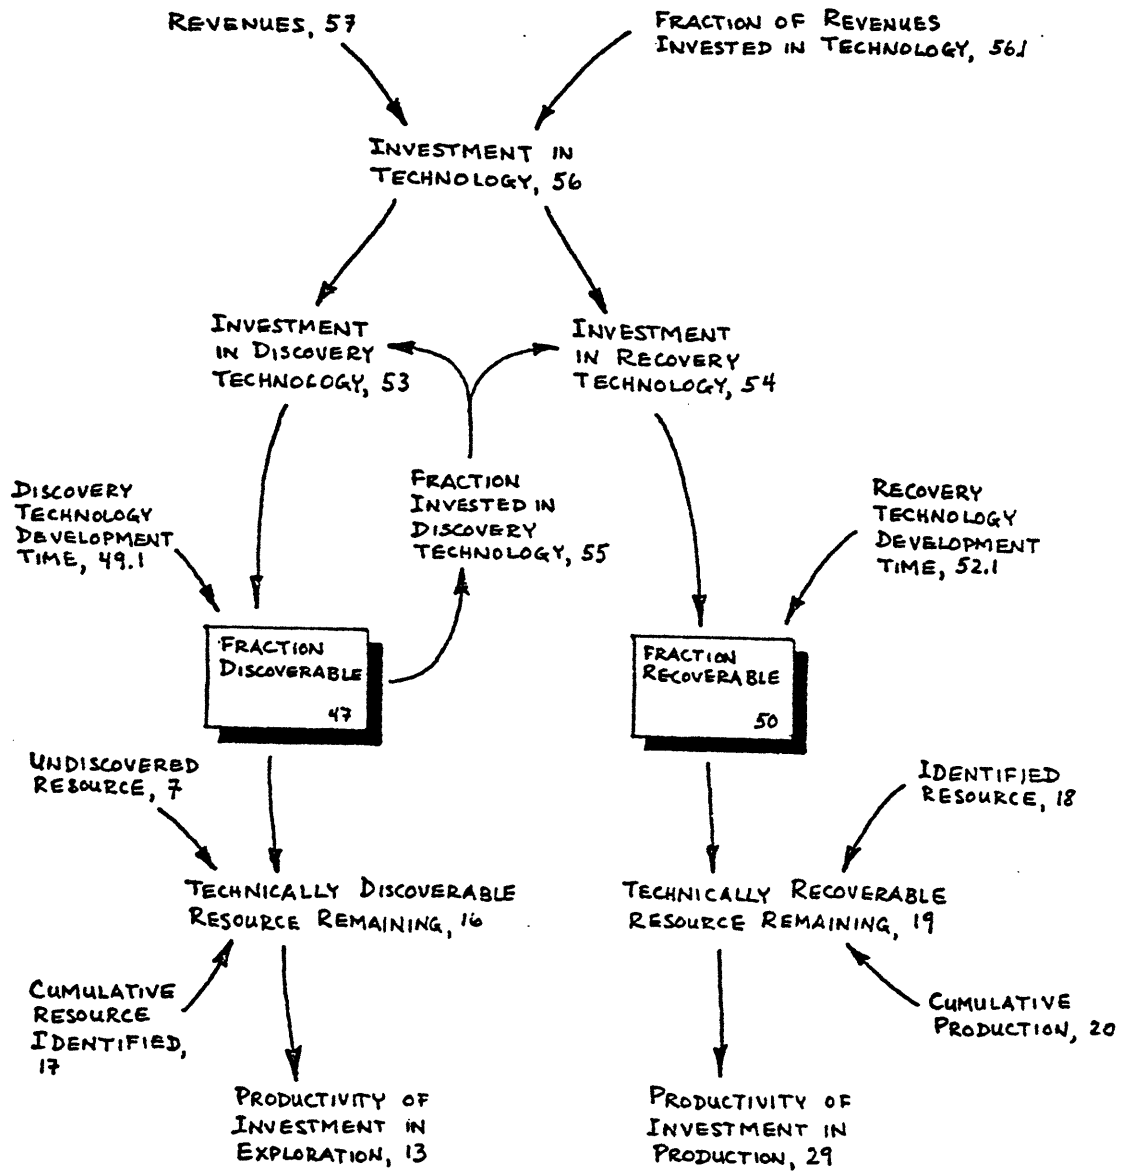 REVENUES, 57
FRACTION OF REVENUES
INVESTED IN TECHNOLOGY, 56.1
INVESTMENT IN
TECHNOLOGY, 56
INVESTMENT
IN DISCOVERY
TECHNOLOGY, 53
INVESTMENT
IN RECOVERY
TECHNOLOGY, 54
DISCOVERY
TECHNOLOGY
DEVELOPMENT
TIME, 49.1
FRACTION
INVESTED IN
DISCOVERY
TECHNOLOGY, 55
RECOVERY
TECHNOLOGY
DEVELOPMENT
TIME, 52.1
FRACTION
DISCOVERABLE
47
FRACTION
RECOVERABLE
50
UNDISCOVERED
RESOURCE, 7
IDENTIFIED
RESOURCE, 18
TECHNICALLY DISCOVERABLE
RESOURCE REMAINING, 16
TECHNICALLY RECOVERABLE
RESOURCE REMAINING, 19
CUMULATIVE
RESOURCE
IDENTIFIED,
17
CUMULATIVE
PRODUCTION, 20
PRODUCTIVITY OF
INVESTMENT IN
EXPLORATION, 13
PRODUCTIVITY OF
INVESTMENT IN
PRODUCTION, 29